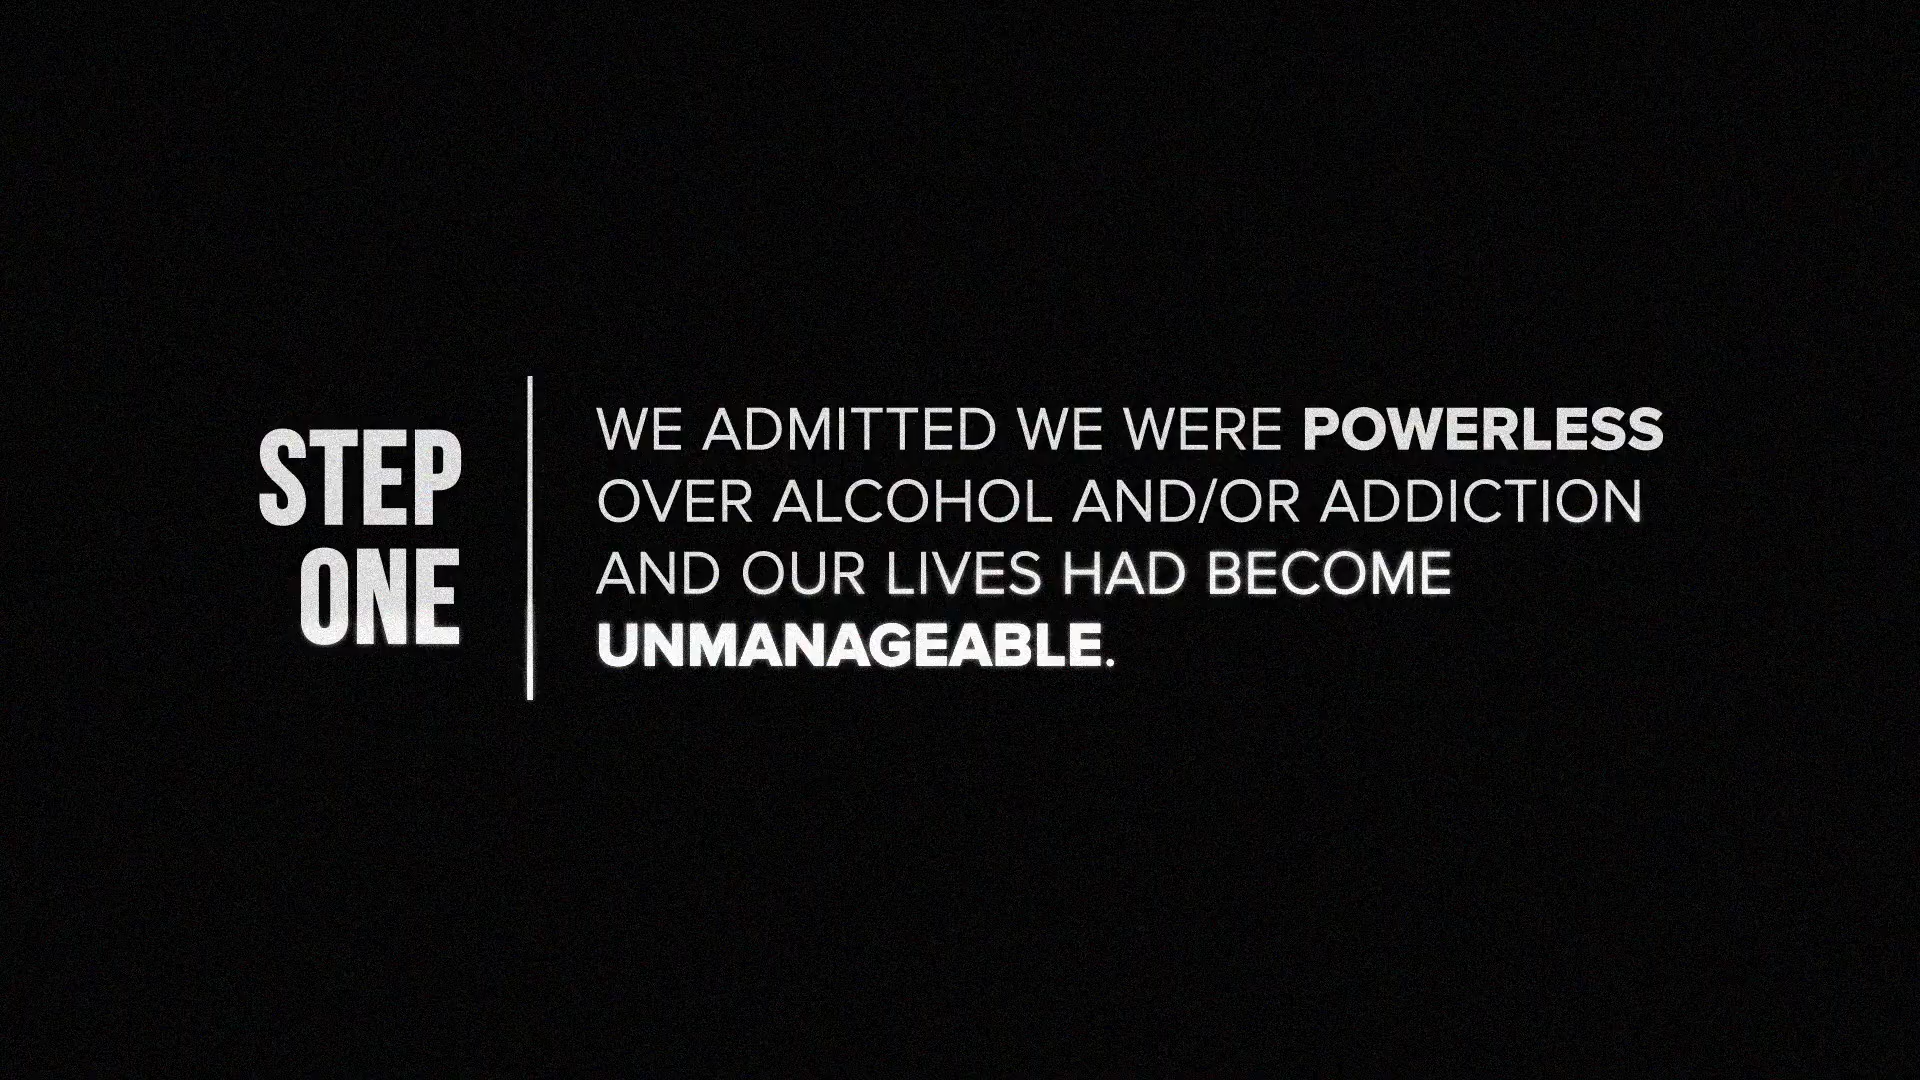 STEP
ONE
WE ADMITTED WE WERE POWERLESS
OVER ALCOHOL AND/OR ADDICTION
AND OUR LIVES HAD BECOME
UNMANAGEABLE.